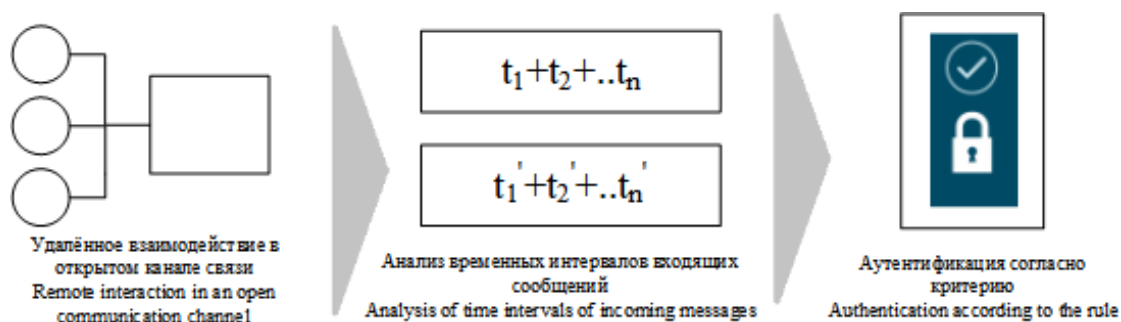 t₁+t₂+..tₙ
t₁'+t₂'+..tₙ'
Удалённое взаимодействие в
открытом канале связи
Remote interaction in an open
communication channel
Анализ временных интервалов входящих
сообщений
Analysis of time intervals of incoming messages
Аутентификация согласно
критерию
Authentication according to the rule